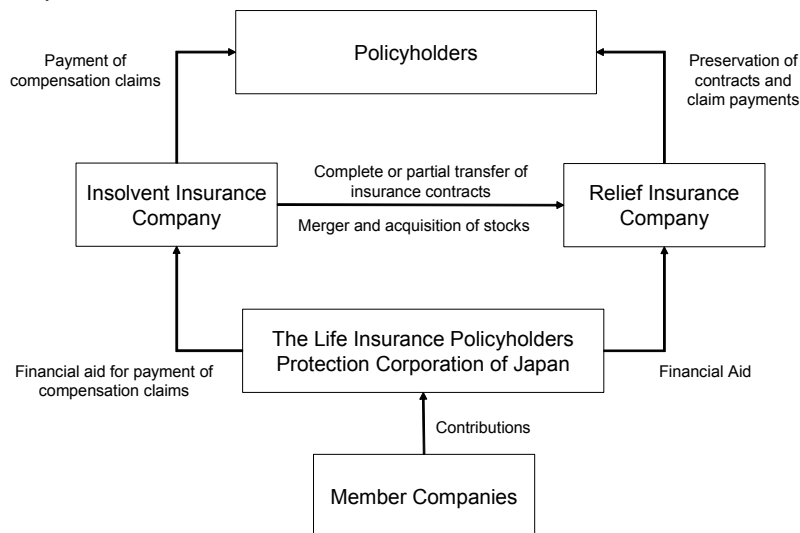 Policyholders
Payment of
compensation claims
Preservation of
contracts and
claim payments
Insolvent Insurance
Company
Complete or partial transfer of
insurance contracts
Merger and acquisition of stocks
Relief Insurance
Company
The Life Insurance Policyholders
Protection Corporation of Japan
Financial aid for payment of
compensation claims
Financial Aid
Contributions
Member Companies